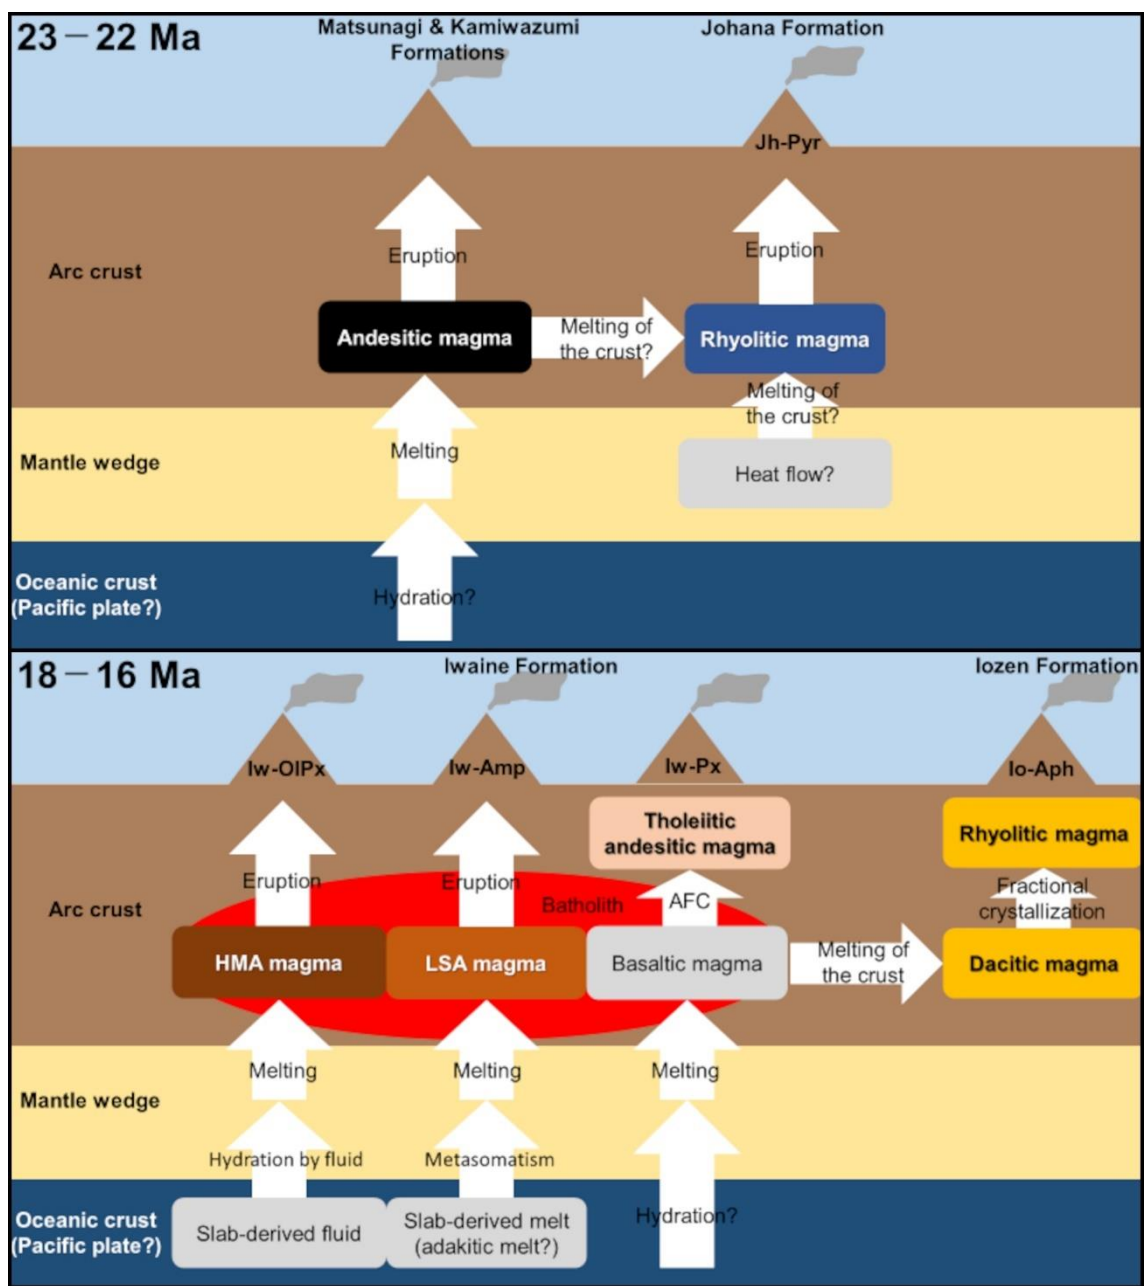 23 – 22 Ma
Matsunagi & Kamiwazumi
Formations
Johana Formation
Jh-Pyr
Eruption
Eruption
Arc crust
Andesitic magma
Melting of
the crust?
Rhyolitic magma
Melting of
the crust?
Melting
Mantle wedge
Heat flow?
Oceanic crust
(Pacific plate?)
Hydration?
18 – 16 Ma
Iwaine Formation
Iozen Formation
Iw-OlPx
Iw-Amp
Iw-Px
Io-Aph
Tholeiitic
andesitic magma
Rhyolitic magma
Eruption
Eruption
Batholith
AFC
Fractional
crystallization
Arc crust
HMA magma
LSA magma
Basaltic magma
Melting of
the crust
Dacitic magma
Melting
Melting
Melting
Mantle wedge
Hydration by fluid
Metasomatism
Oceanic crust
(Pacific plate?)
Slab-derived fluid
Slab-derived melt
(adakitic melt?)
Hydration?